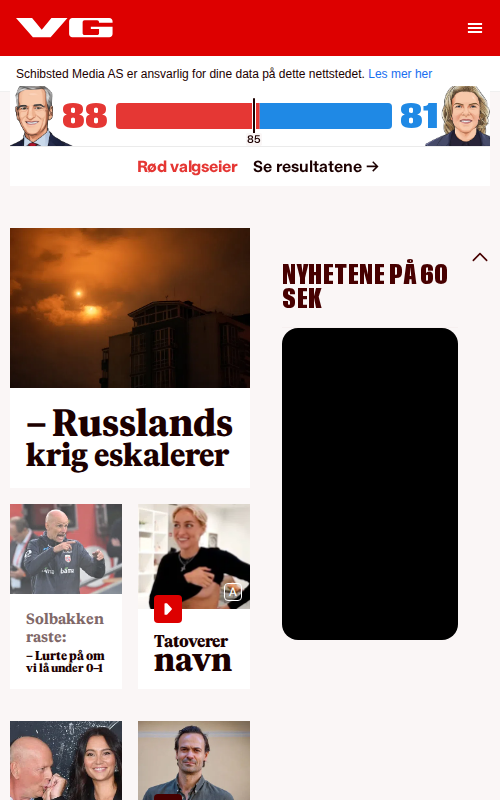 VG
Schibsted Media AS er ansvarlig for dine data på dette nettstedet. Les mer her
88
81
85
Rød valgseier Se resultatene →
NYHETENE PÅ 60
SEK
– Russlands
krig eskalerer
A
Solbakken
raste:
– Lurte på om
vi lå under 0–1
Tatoverer
navn